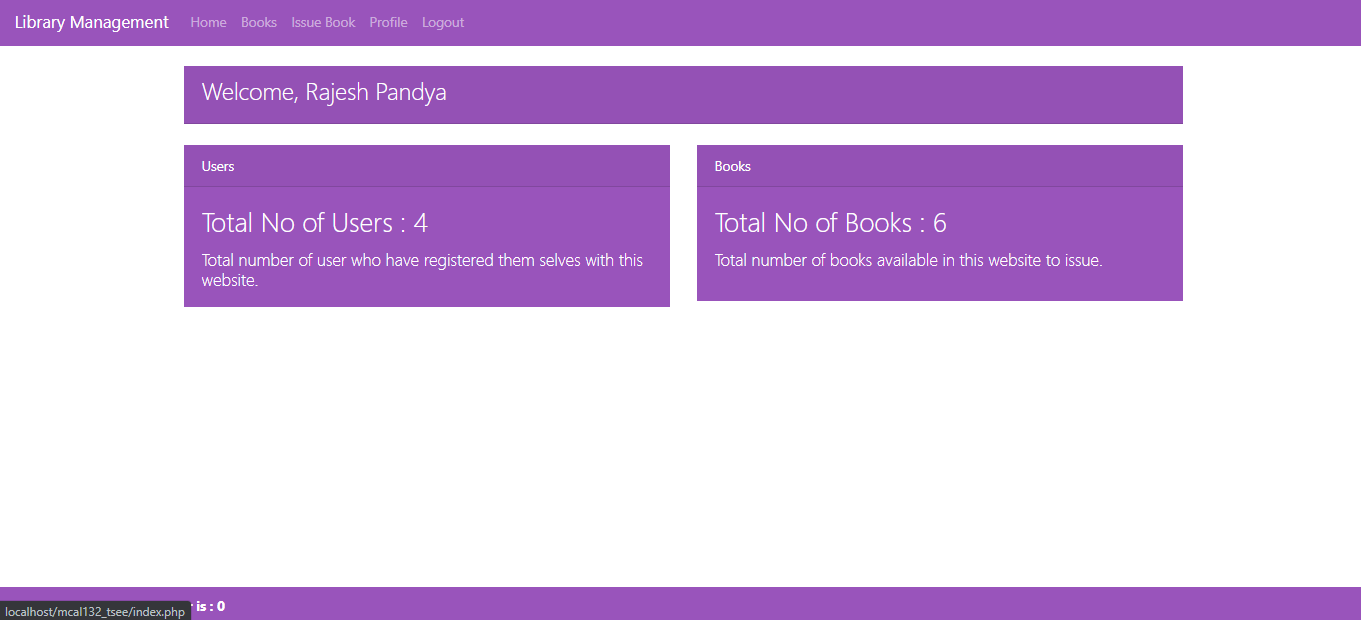 Library Management Home Books Issue Book Profile Logout
Welcome, Rajesh Pandya
Users
Total No of Users : 4
Total number of user who have registered them selves with this
website.
Books
Total No of Books : 6
Total number of books available in this website to issue.
is : 0
localhost/mcal132_tsee/index.php